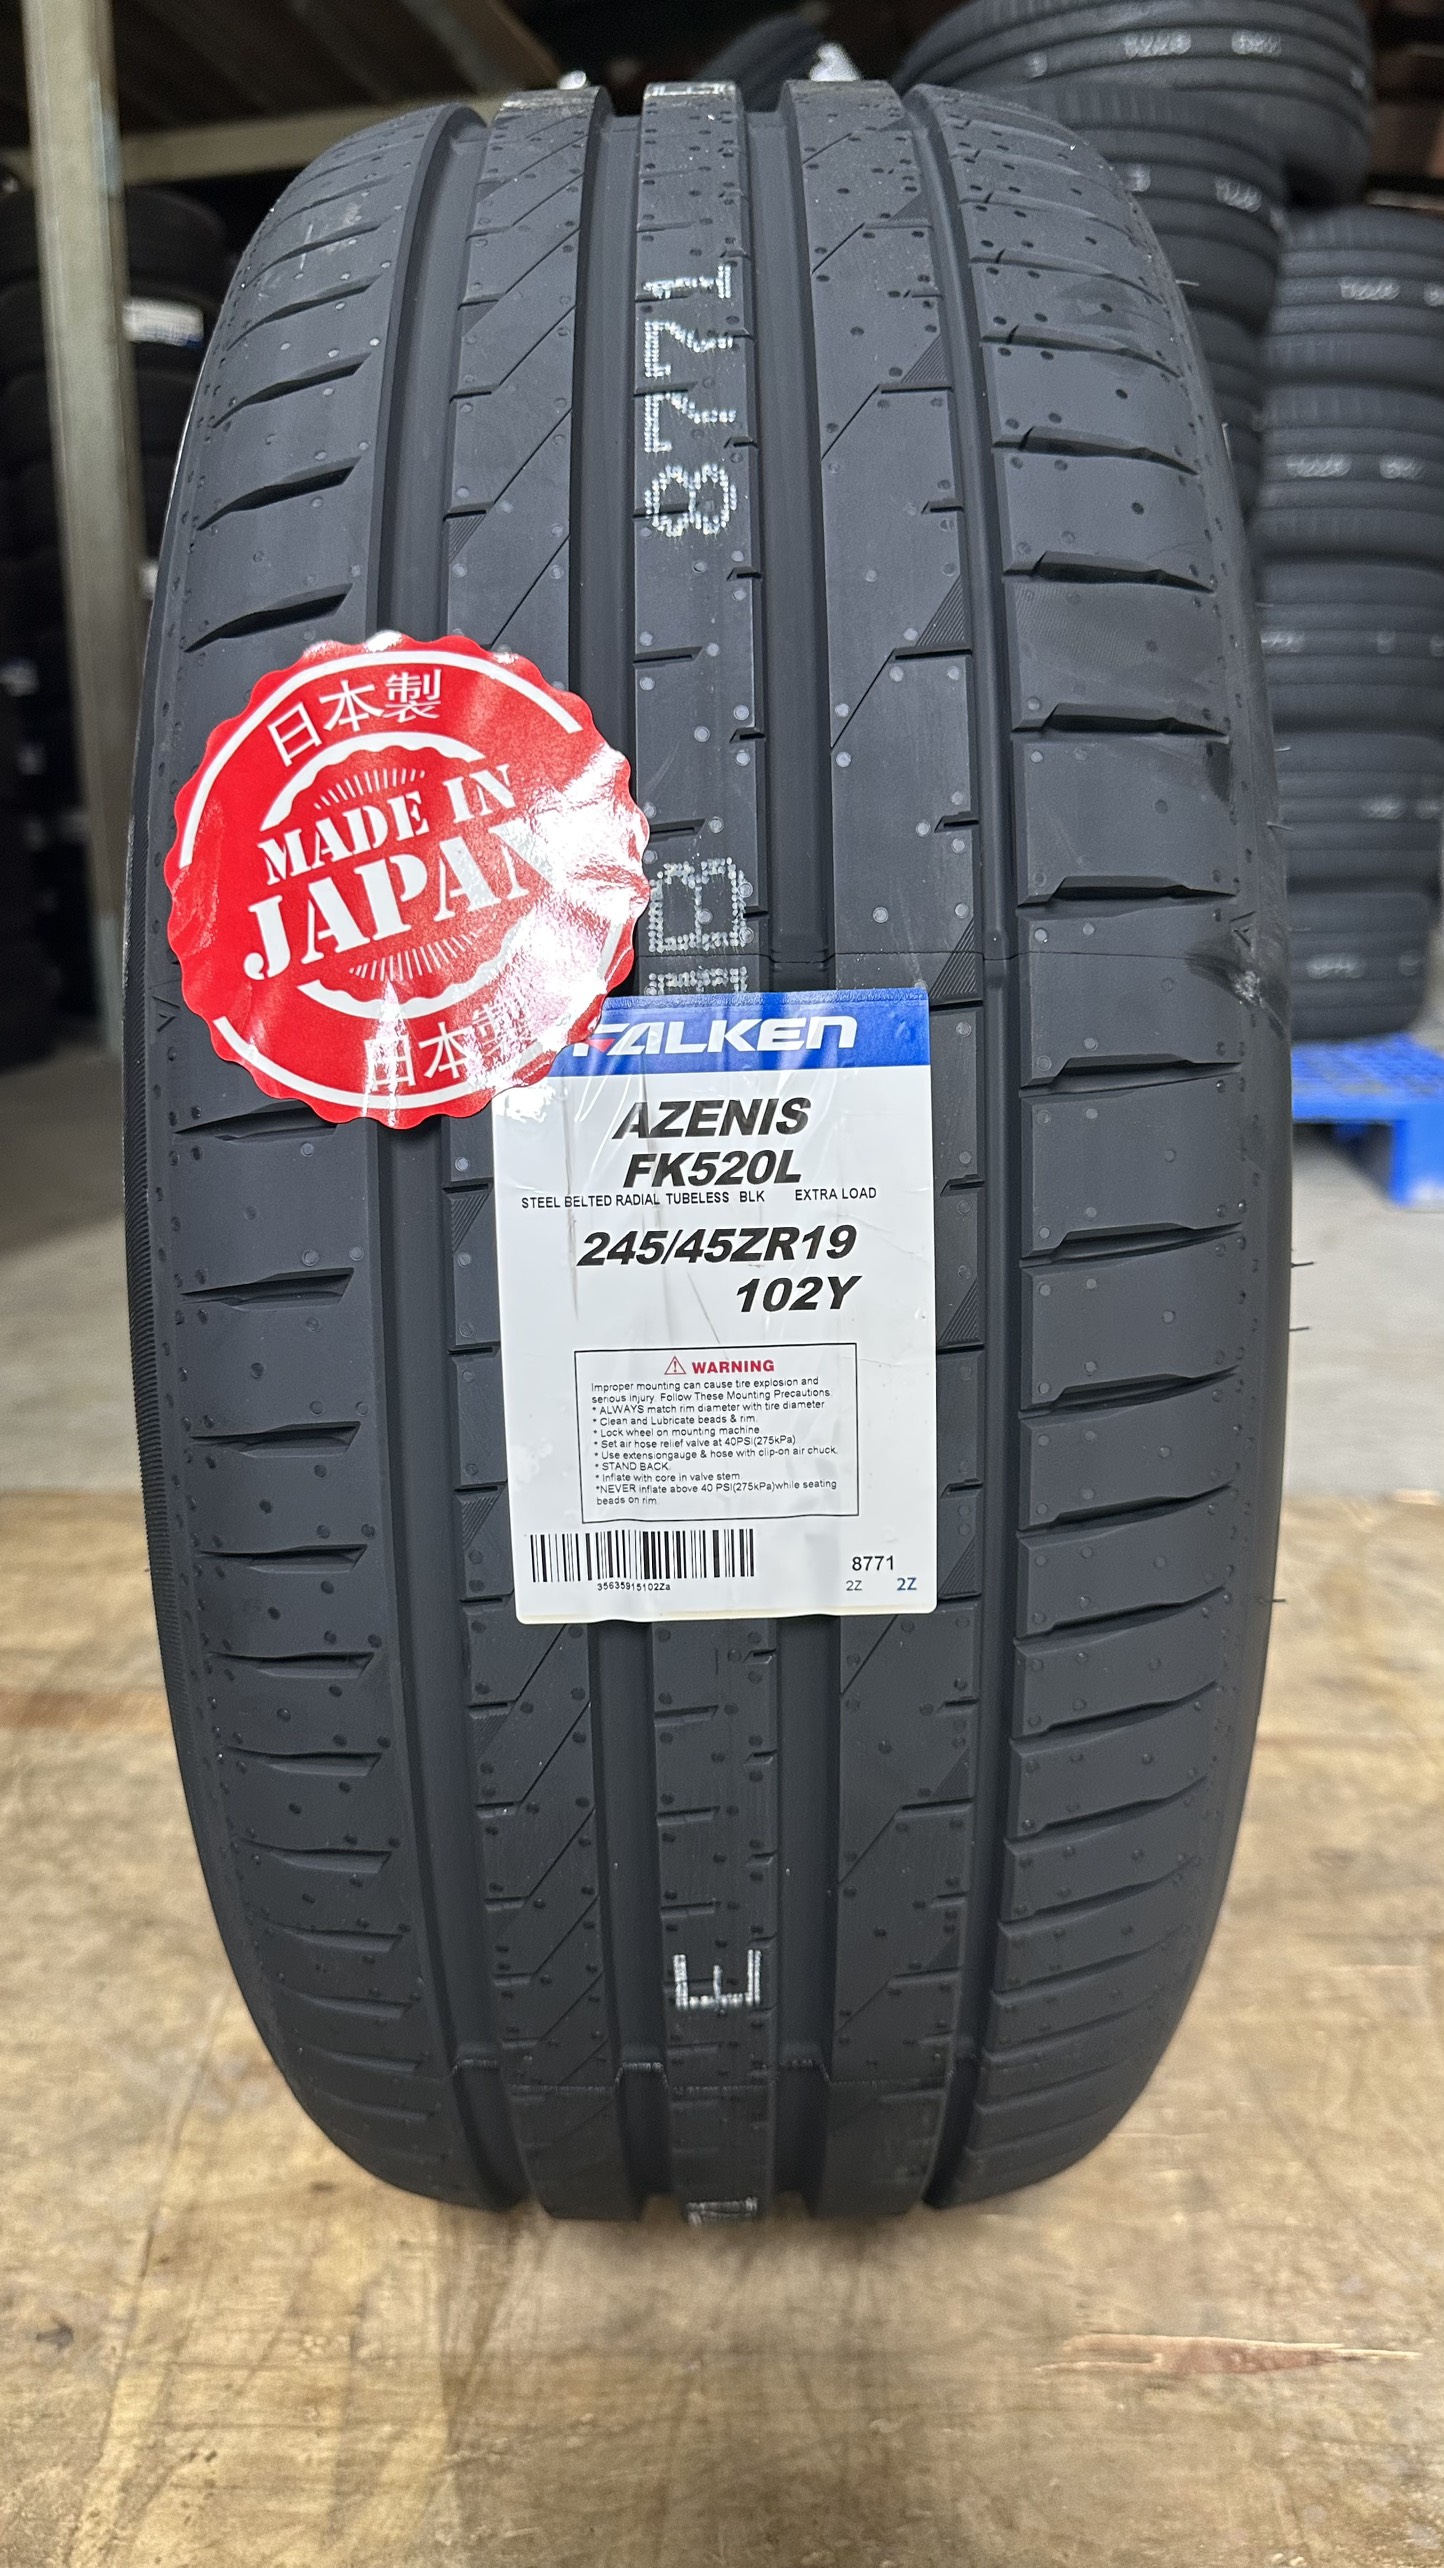 8771
B
日本製
MADE IN
JAPAN
日本製
FALKEN
AZENIS
FK520L
STEEL BELTED RADIAL TUBELESS BLK EXTRA LOAD
245/45ZR19
102Y
WARNING
Improper mounting can cause tire explosion and
serious injury. Follow These Mounting Precautions:
* ALWAYS match rim diameter with tire diameter
* Clean and Lubricate beads & rim.
* Lock wheel on mounting machine
* Set air hose relief valve at 40PSI(275kPa)
* Use extensiongauge & hose with clip-on air chuck.
* STAND BACK.
* Inflate with core in valve stem
*NEVER inflate above 40 PSI(275kPa)while seating
beads on rim.
35635915102Za
8771
2Z 2Z
E